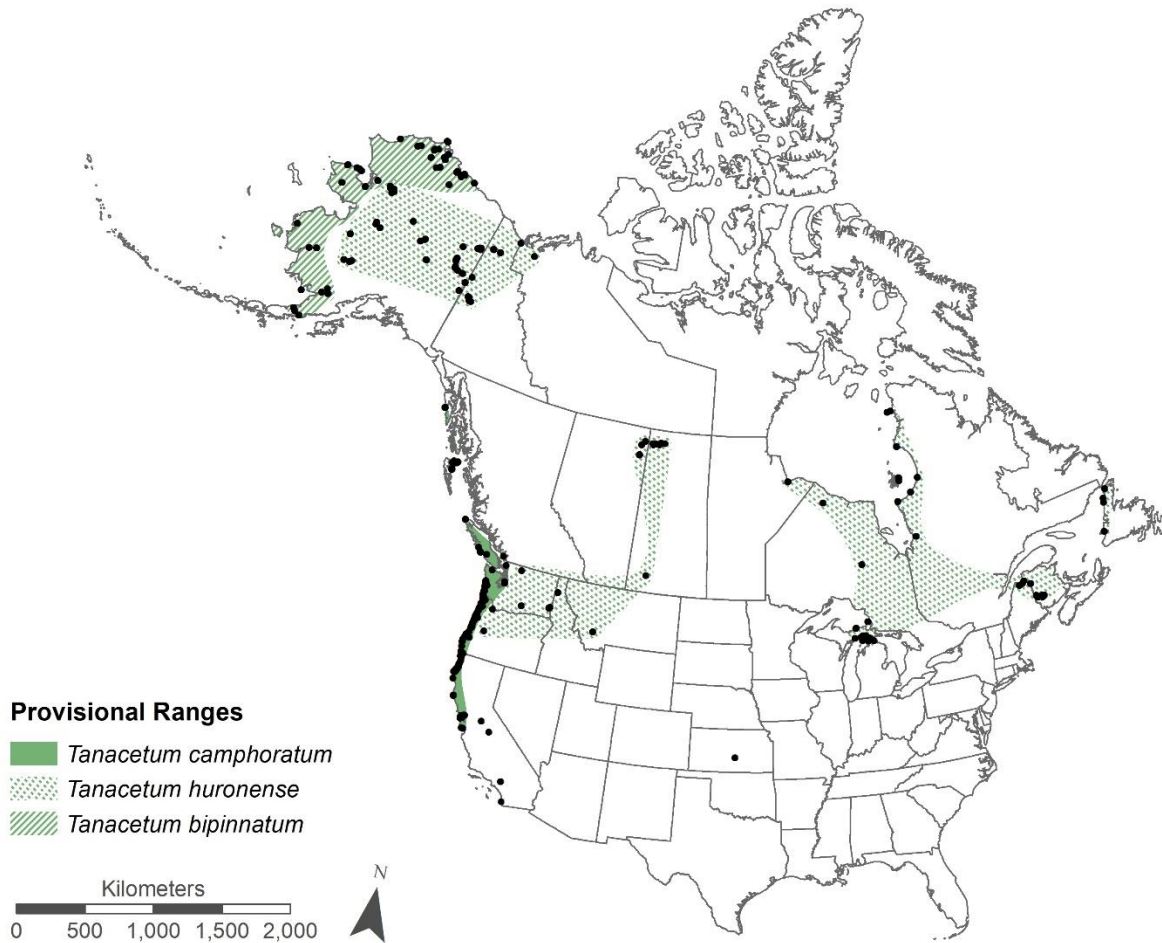 Provisional Ranges
Tanacetum camphoratum
Tanacetum huronense
Tanacetum bipinnatum
Kilometers
0 500 1,000 1,500 2,000
N